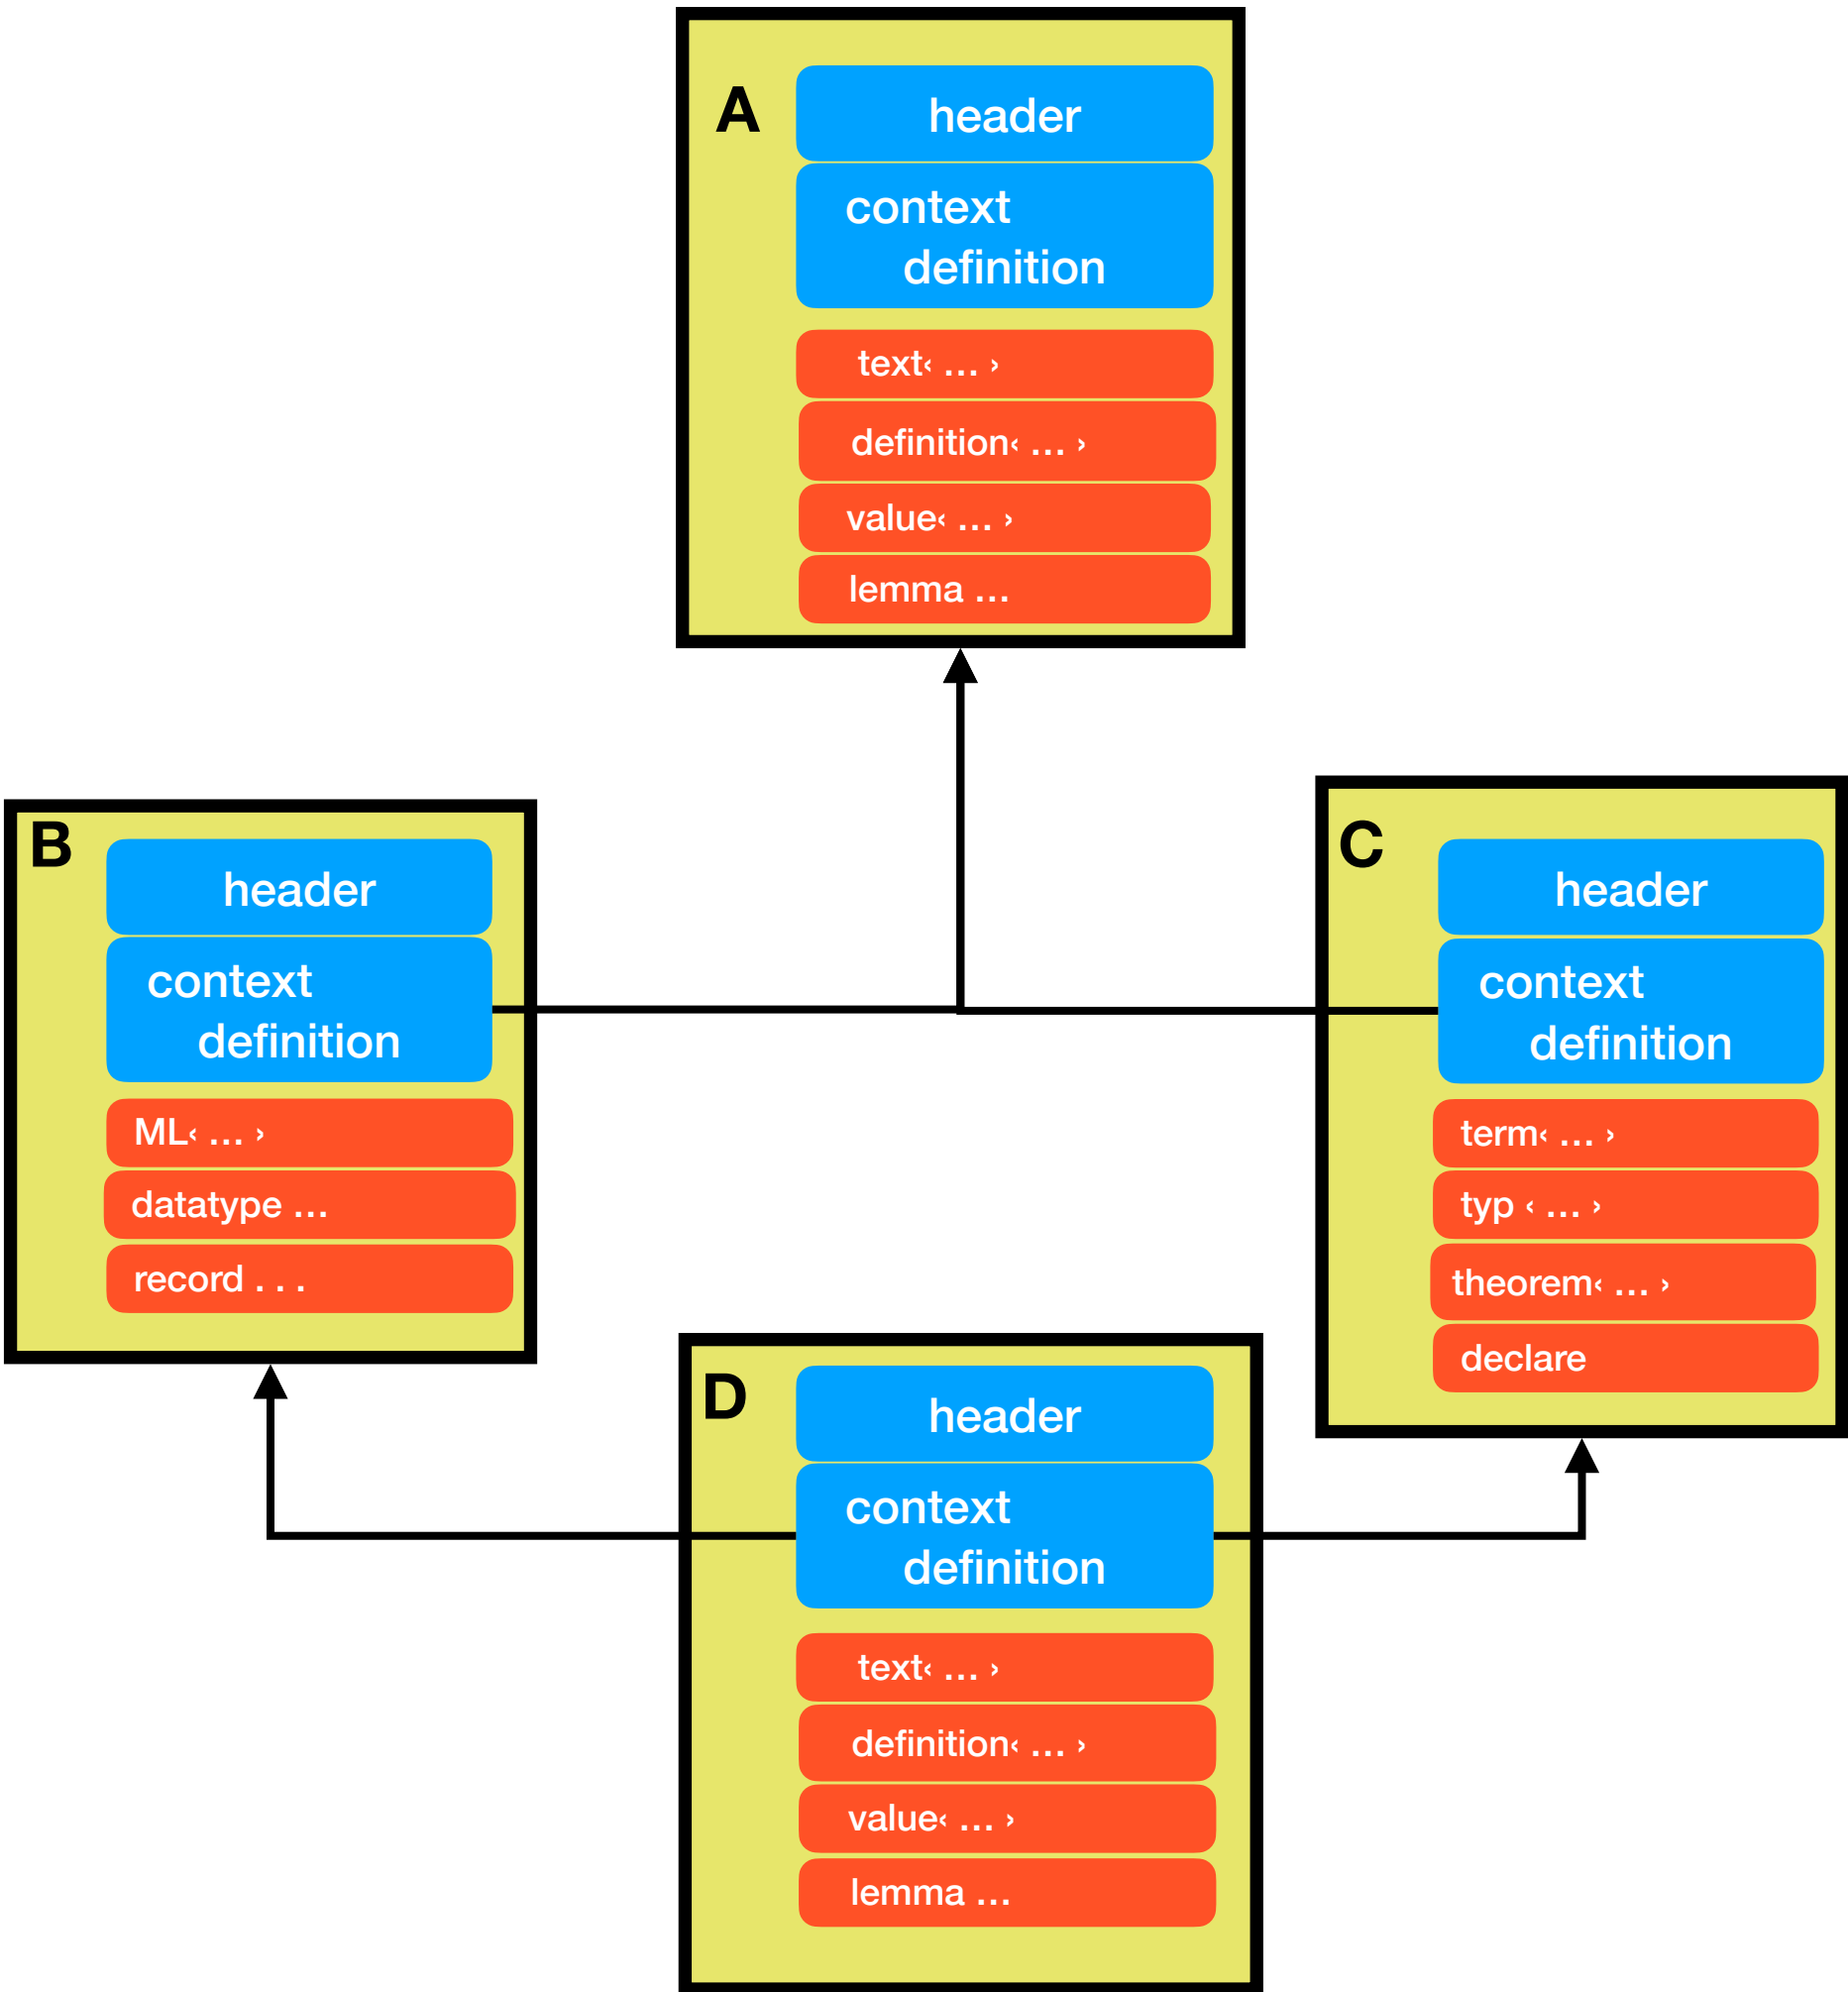 A
header
context
definition
text‹ … ›
definition‹ … ›
value‹ … ›
lemma …
B
header
context
definition
ML‹ … ›
datatype …
record . . .
C
header
context
definition
term‹ … ›
typ ‹ … ›
theorem‹ … ›
declare
D
header
context
definition
text‹ … ›
definition‹ … ›
value‹ … ›
lemma …